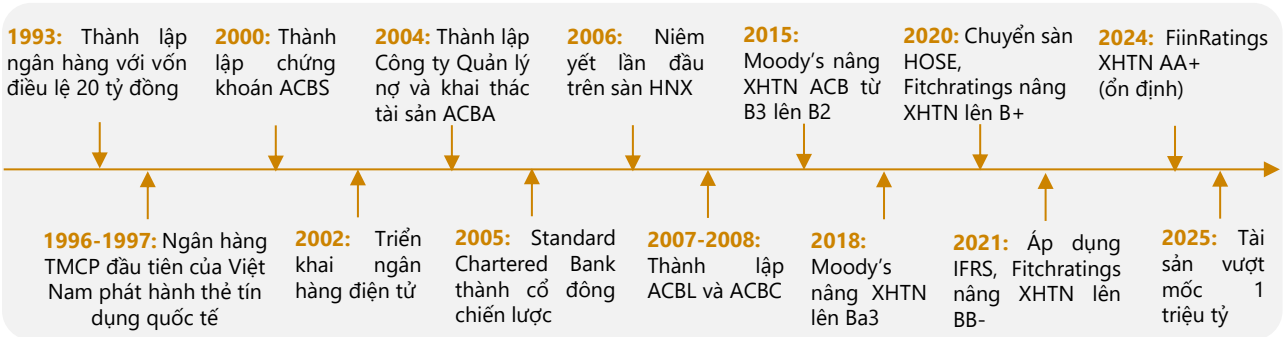 1993: Thành lập
ngân hàng với vốn
điều lệ 20 tỷ đồng
2000: Thành
lập chứng
khoán ACBS
2004: Thành lập
Công ty Quản lý
nợ và khai thác
tài sản ACBA
2006: Niêm
yết lần đầu
trên sàn HNX
2015:
Moody’s nâng
XHTN ACB từ
B3 lên B2
2020: Chuyển sàn
HOSE,
Fitchratings nâng
XHTN lên B+
2024: FiinRatings
XHTN AA+
(ổn định)
1996-1997: Ngân hàng
TMCP đầu tiên của Việt
Nam phát hành thẻ tín
dụng quốc tế
2002: Triển
khai ngân
hàng điện tử
2005: Standard
Chartered Bank
thành cổ đông
chiến lược
2007-2008:
Thành lập
ACBL và ACBC
2018:
Moody’s
nâng XHTN
lên Ba3
2021: Áp dụng
IFRS, Fitchratings
nâng XHTN lên
BB-
2025: Tài
sản vượt
mốc 1
triệu tỷ